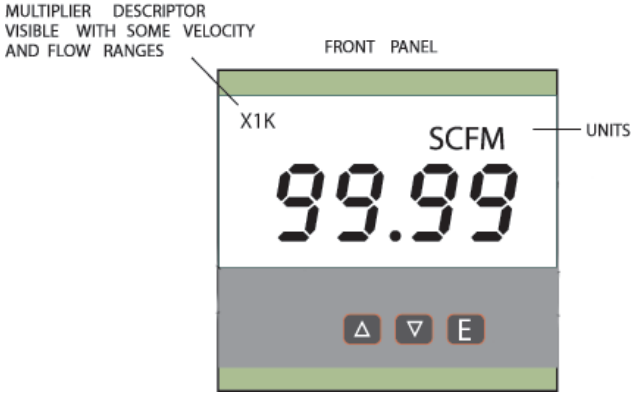 MULTIPLIER DESCRIPTOR
VISIBLE WITH SOME VELOCITY
AND FLOW RANGES
FRONT PANEL
X1K
SCFM
UNITS
99.99
E